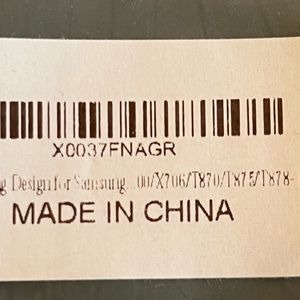 X0037FNAGR
g Design for Samsung...00/X706/T870/T875/T878-
MADE IN CHINA